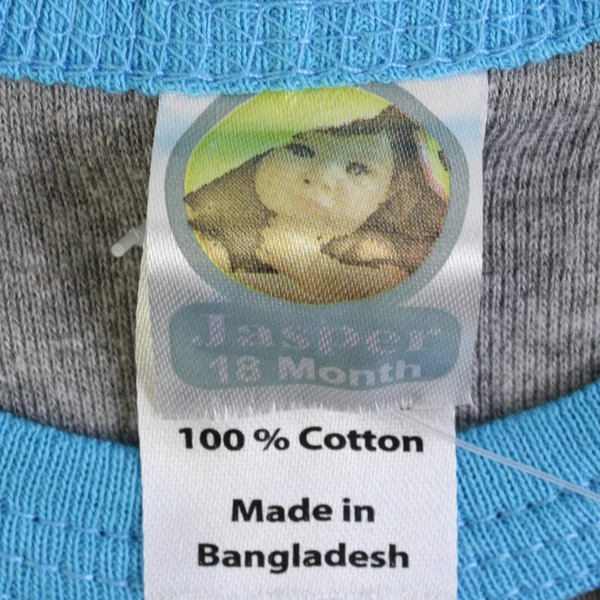 Jasper
18 Month
100 % Cotton
Made in
Bangladesh